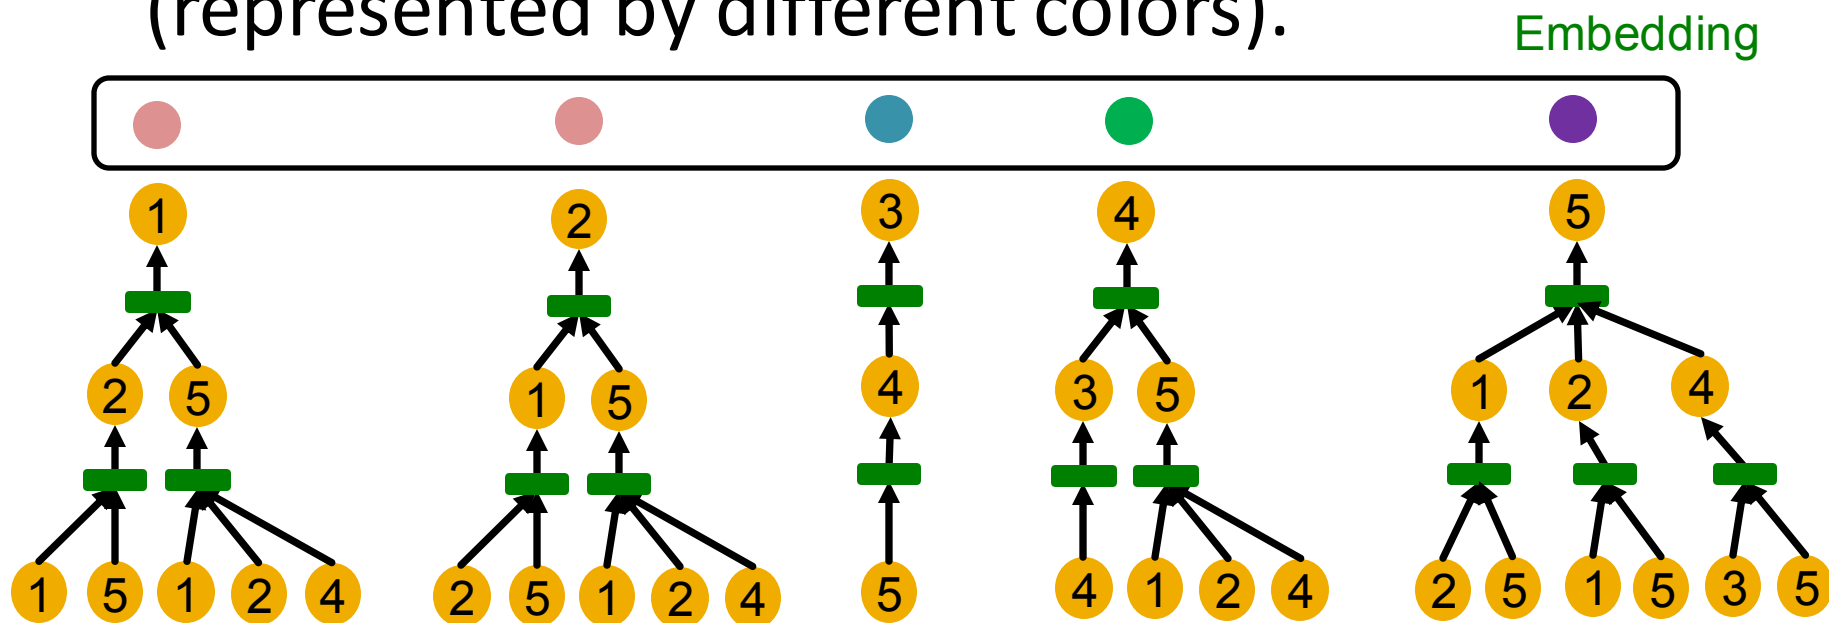 (represented by different colors).
Embedding
1 2 3 4 5
2 5 1 5 4 3 5 1 2 4
1 5 1 2 4 2 5 1 2 4 5 4 1 2 4 2 5 1 5 3 5